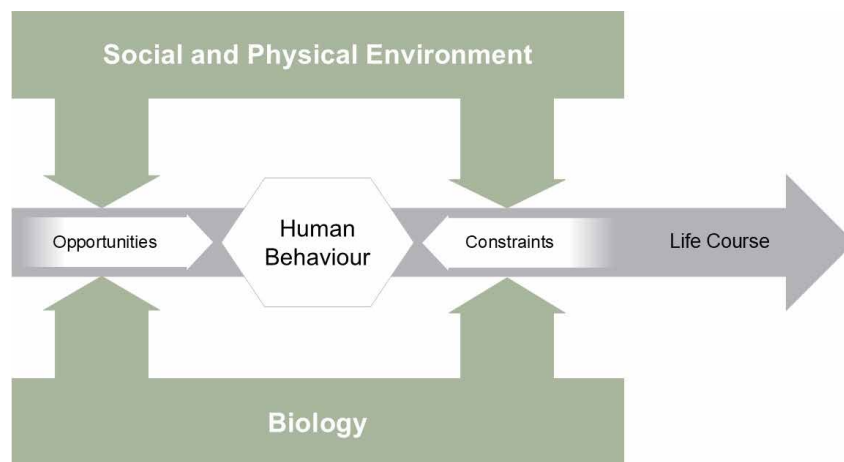 Social and Physical Environment
Opportunities
Human
Behaviour
Constraints
Life Course
Biology